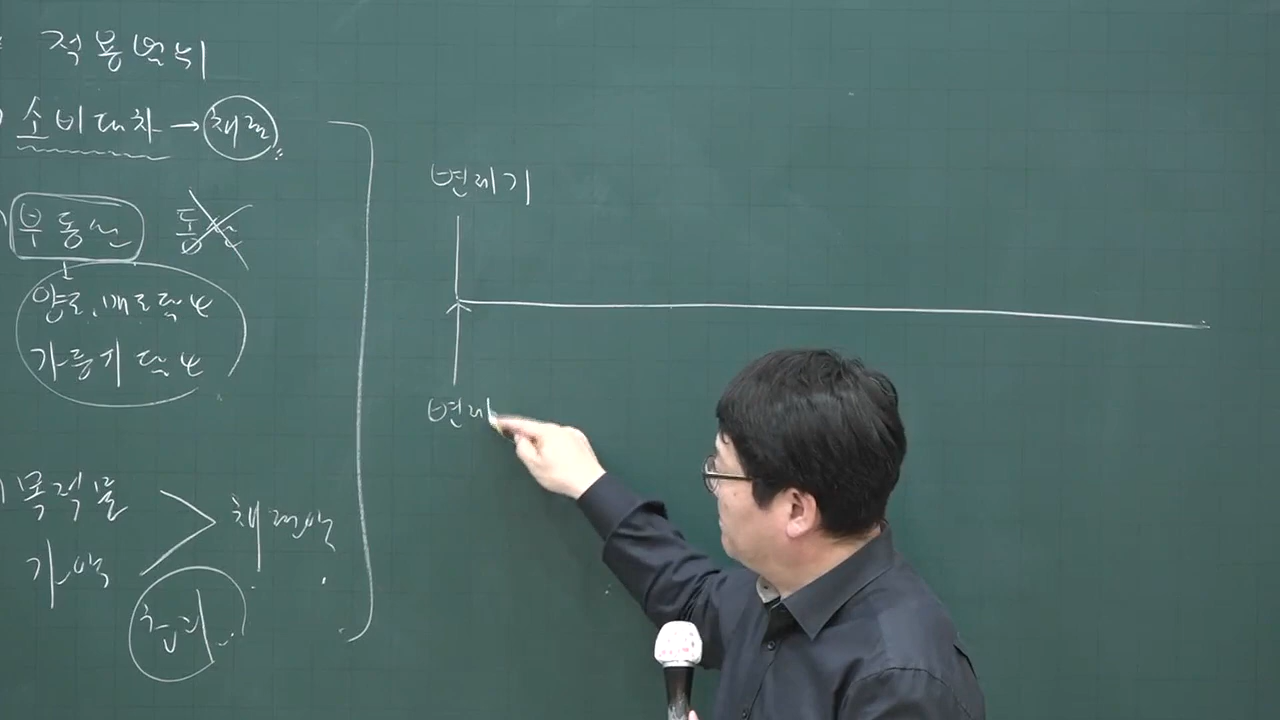 적용범위
소비대차 → 채권
부동산 동산
양도, 매도담보
가등기담보
목적물
가액
채권액
초과
변제기
변제